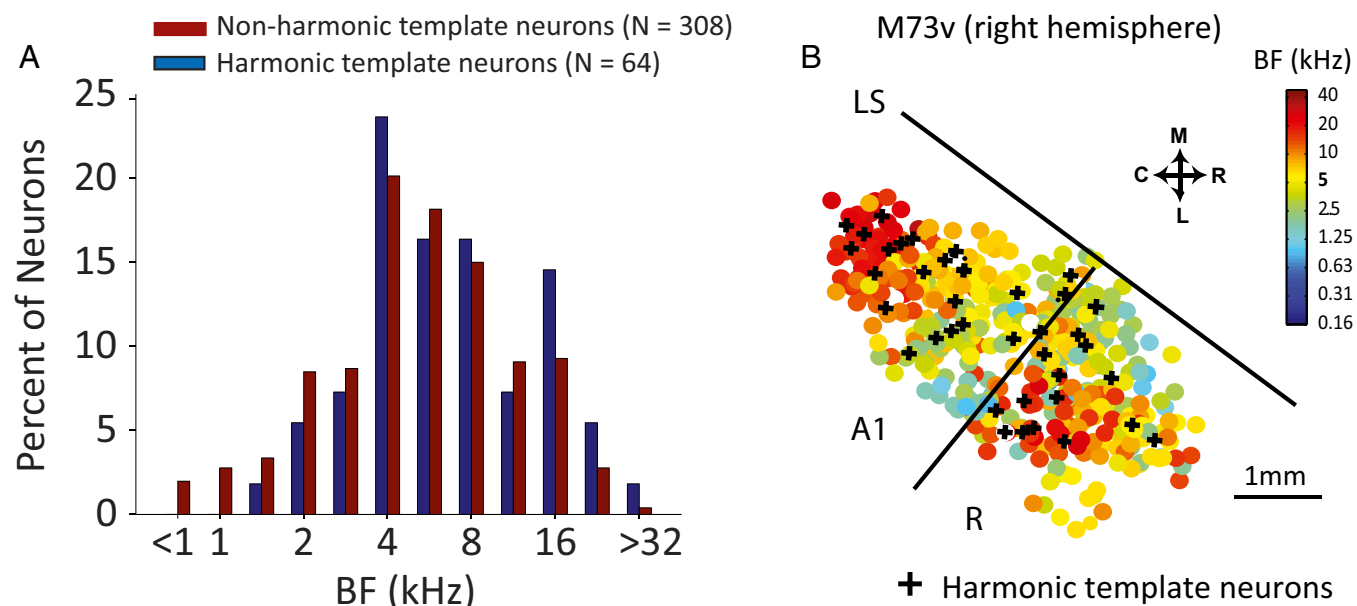 A
Non-harmonic template neurons (N = 308)
Harmonic template neurons (N = 64)
Percent of Neurons
25
20
15
10
5
0
<1 1 2 4 8 16 >32
BF (kHz)
B
M73v (right hemisphere)
BF (kHz)
40
20
10
5
2.5
1.25
0.63
0.31
0.16
LS
M
C R
L
A1
R
1mm
+ Harmonic template neurons